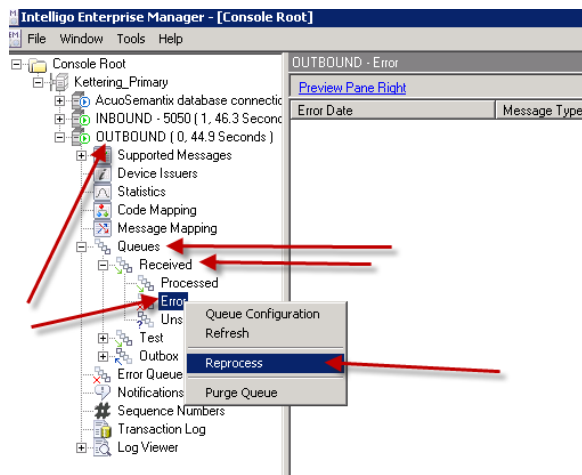 Intelligo Enterprise Manager - [Console Root]
File Window Tools Help
Console Root
Kettering_Primary
AcuoSemantix database connectic
INBOUND - 5050 ( 1, 46.3 Second
OUTBOUND ( 0, 44.9 Seconds )
Supported Messages
Device Issuers
Statistics
Code Mapping
Message Mapping
Queues
Received
Processed
Error
Uns
Test
Outbox
Error Queue
Notifications
Sequence Numbers
Transaction Log
Log Viewer
OUTBOUND - Error
Preview Pane Right
Error Date Message Type
Queue Configuration
Refresh
Reprocess
Purge Queue